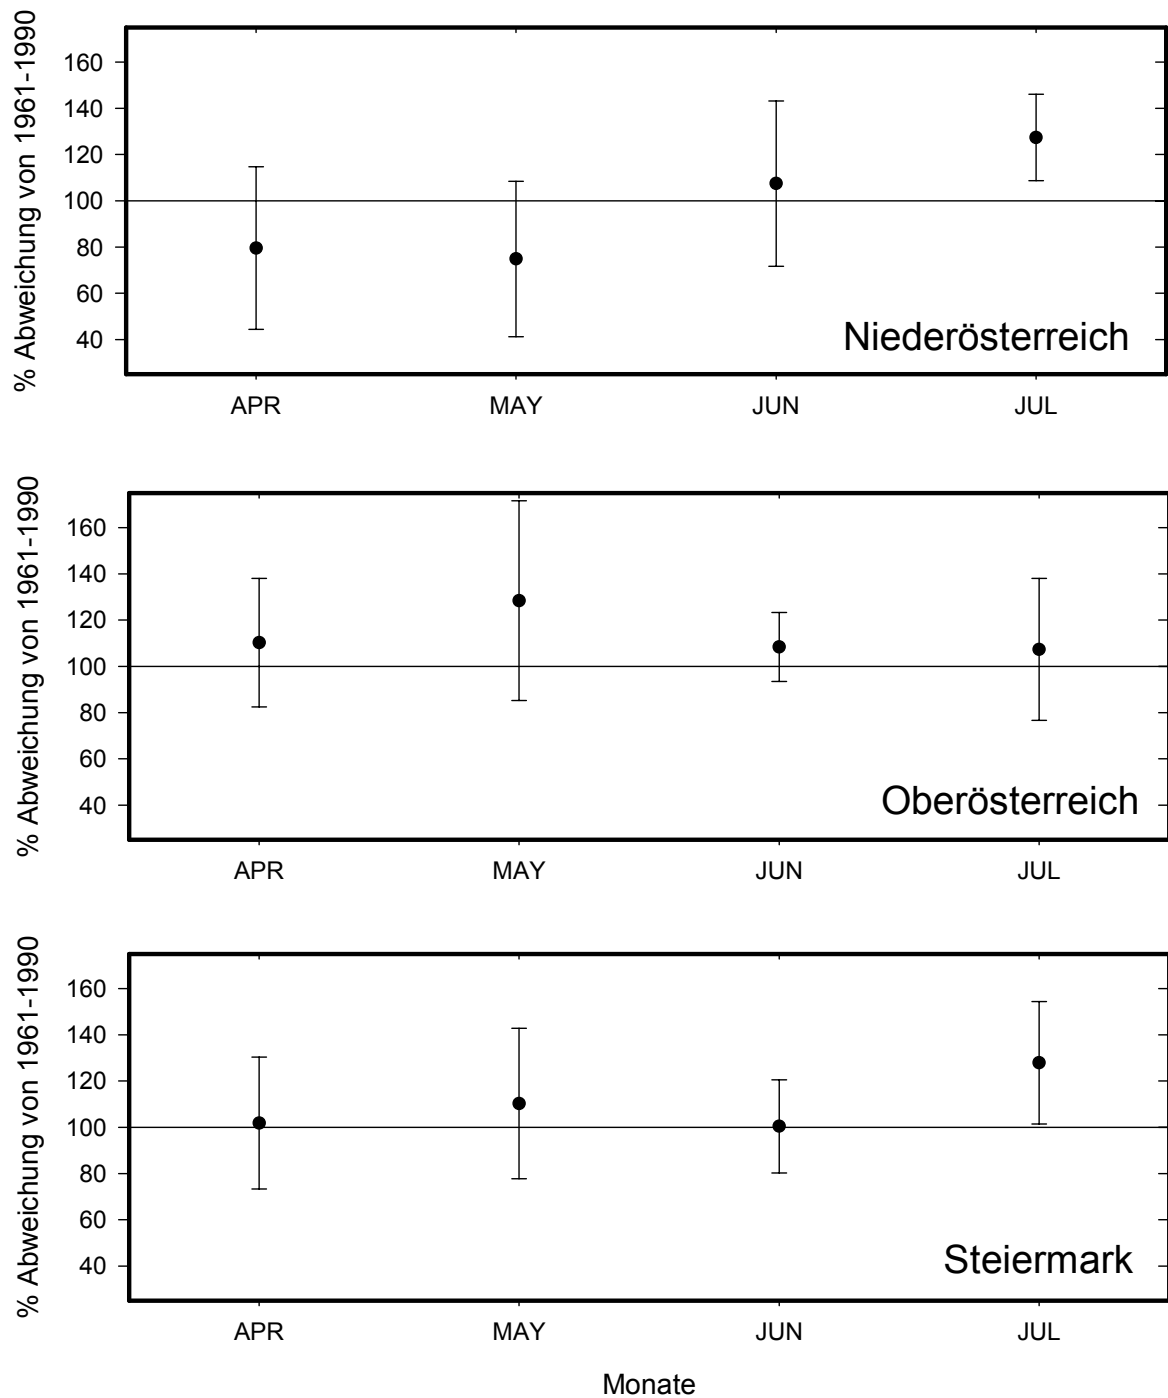 % Abweichung von 1961-1990
160
140
120
100
80
60
40
Niederösterreich
APR MAY JUN JUL
% Abweichung von 1961-1990
160
140
120
100
80
60
40
Oberösterreich
APR MAY JUN JUL
% Abweichung von 1961-1990
160
140
120
100
80
60
40
Steiermark
APR MAY JUN JUL
Monate